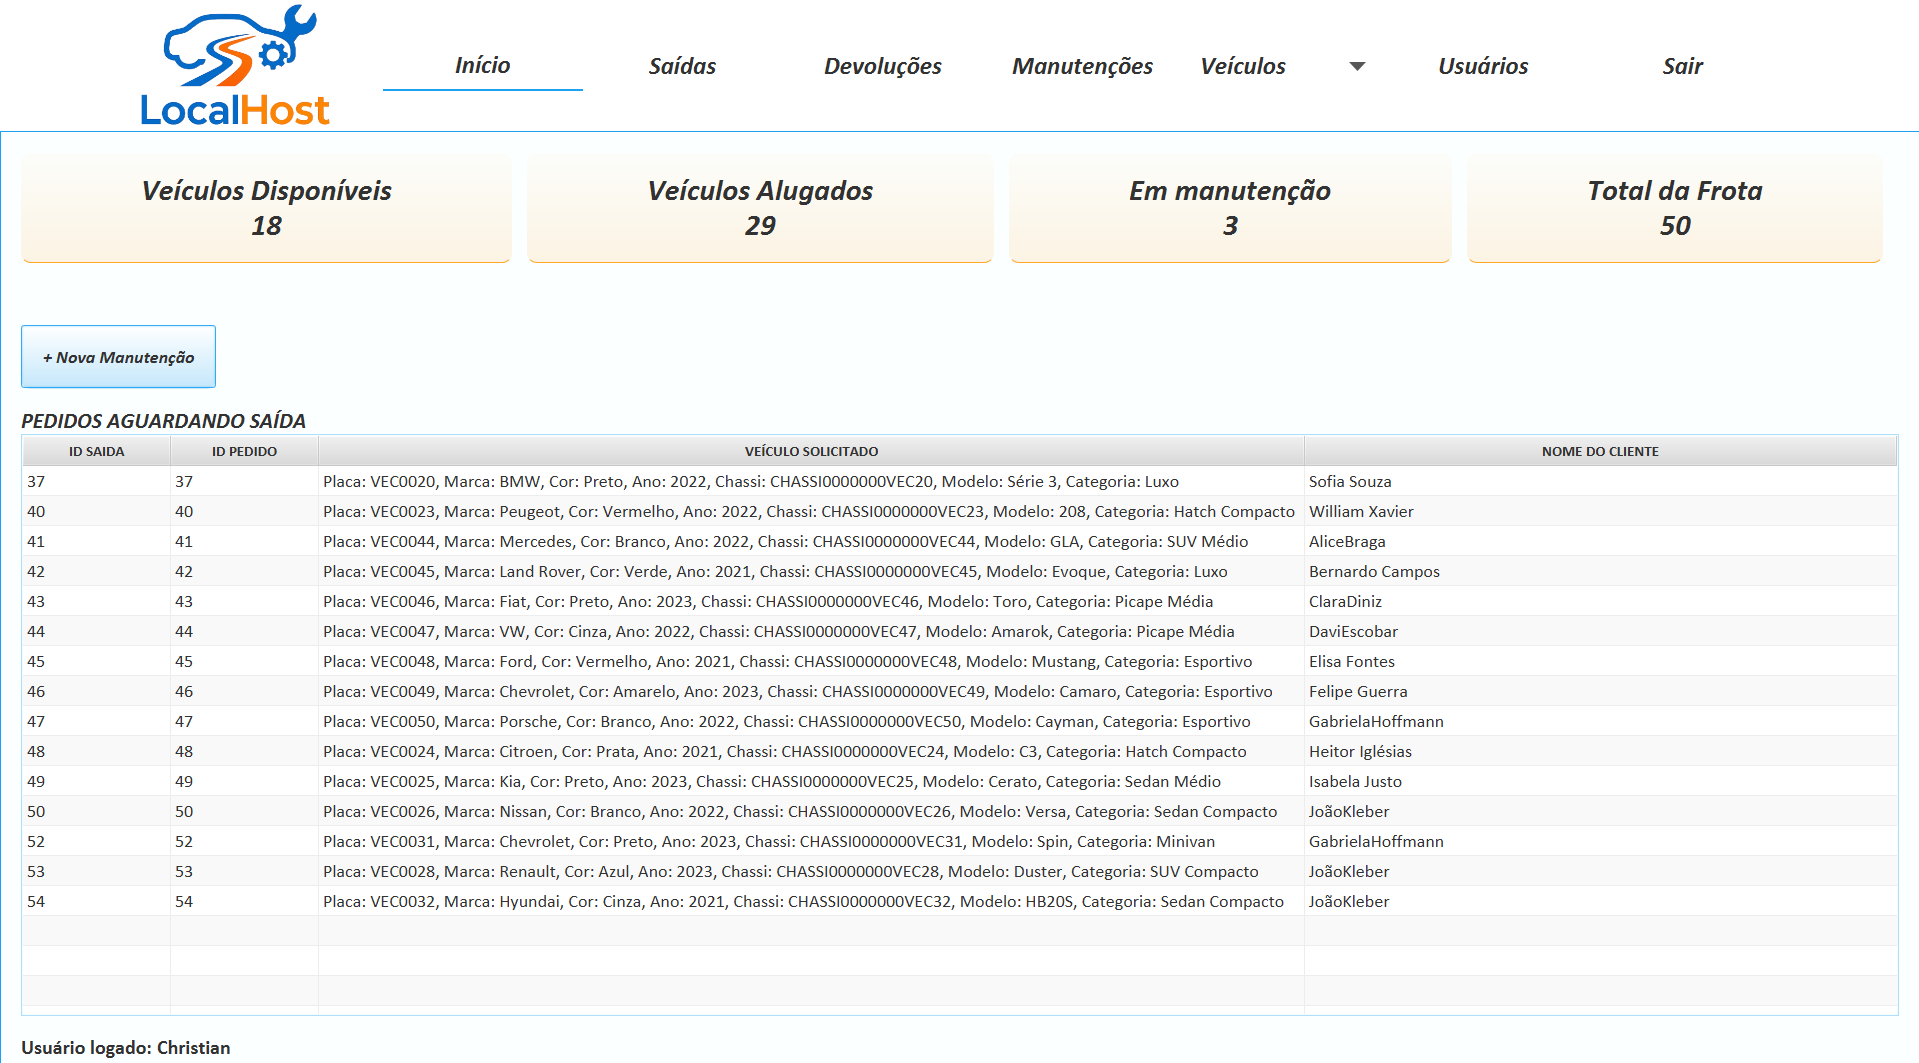 LocalHost
Início Saídas Devoluções Manutenções Veículos Usuários Sair
Veículos Disponíveis
18
Veículos Alugados
29
Em manutenção
3
Total da Frota
50
+ Nova Manutenção
PEDIDOS AGUARDANDO SAÍDA
ID SAIDA ID PEDIDO VEÍCULO SOLICITADO NOME DO CLIENTE
37 37 Placa: VEC0020, Marca: BMW, Cor: Preto, Ano: 2022, Chassi: CHASSI0000000VEC20, Modelo: Série 3, Categoria: Luxo Sofia Souza
40 40 Placa: VEC0023, Marca: Peugeot, Cor: Vermelho, Ano: 2022, Chassi: CHASSI0000000VEC23, Modelo: 208, Categoria: Hatch Compacto William Xavier
41 41 Placa: VEC0044, Marca: Mercedes, Cor: Branco, Ano: 2022, Chassi: CHASSI0000000VEC44, Modelo: GLA, Categoria: SUV Médio AliceBraga
42 42 Placa: VEC0045, Marca: Land Rover, Cor: Verde, Ano: 2021, Chassi: CHASSI0000000VEC45, Modelo: Evoque, Categoria: Luxo Bernardo Campos
43 43 Placa: VEC0046, Marca: Fiat, Cor: Preto, Ano: 2023, Chassi: CHASSI0000000VEC46, Modelo: Toro, Categoria: Picape Média ClaraDiniz
44 44 Placa: VEC0047, Marca: VW, Cor: Cinza, Ano: 2022, Chassi: CHASSI0000000VEC47, Modelo: Amarok, Categoria: Picape Média DaviEscobar
45 45 Placa: VEC0048, Marca: Ford, Cor: Vermelho, Ano: 2021, Chassi: CHASSI0000000VEC48, Modelo: Mustang, Categoria: Esportivo Elisa Fontes
46 46 Placa: VEC0049, Marca: Chevrolet, Cor: Amarelo, Ano: 2023, Chassi: CHASSI0000000VEC49, Modelo: Camaro, Categoria: Esportivo Felipe Guerra
47 47 Placa: VEC0050, Marca: Porsche, Cor: Branco, Ano: 2022, Chassi: CHASSI0000000VEC50, Modelo: Cayman, Categoria: Esportivo GabrielaHoffmann
48 48 Placa: VEC0024, Marca: Citroen, Cor: Prata, Ano: 2021, Chassi: CHASSI0000000VEC24, Modelo: C3, Categoria: Hatch Compacto Heitor Iglésias
49 49 Placa: VEC0025, Marca: Kia, Cor: Preto, Ano: 2023, Chassi: CHASSI0000000VEC25, Modelo: Cerato, Categoria: Sedan Médio Isabela Justo
50 50 Placa: VEC0026, Marca: Nissan, Cor: Branco, Ano: 2022, Chassi: CHASSI0000000VEC26, Modelo: Versa, Categoria: Sedan Compacto JoãoKleber
52 52 Placa: VEC0031, Marca: Chevrolet, Cor: Preto, Ano: 2023, Chassi: CHASSI0000000VEC31, Modelo: Spin, Categoria: Minivan GabrielaHoffmann
53 53 Placa: VEC0028, Marca: Renault, Cor: Azul, Ano: 2023, Chassi: CHASSI0000000VEC28, Modelo: Duster, Categoria: SUV Compacto JoãoKleber
54 54 Placa: VEC0032, Marca: Hyundai, Cor: Cinza, Ano: 2021, Chassi: CHASSI0000000VEC32, Modelo: HB20S, Categoria: Sedan Compacto JoãoKleber
Usuário logado: Christian